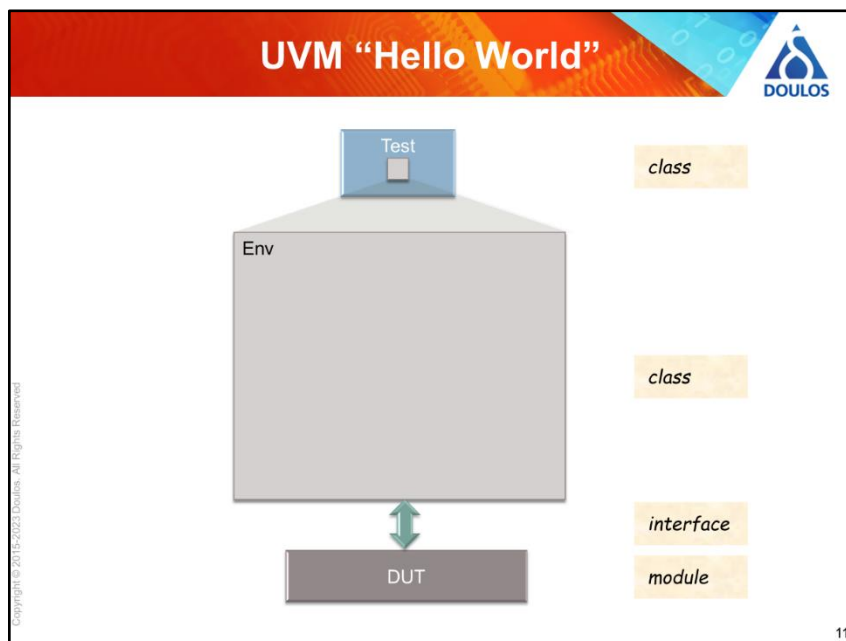 UVM “Hello World”
DOULOS
Test
class
Env
class
interface
DUT
module
Copyright © 2015-2023 Doulos. All Rights Reserved
11